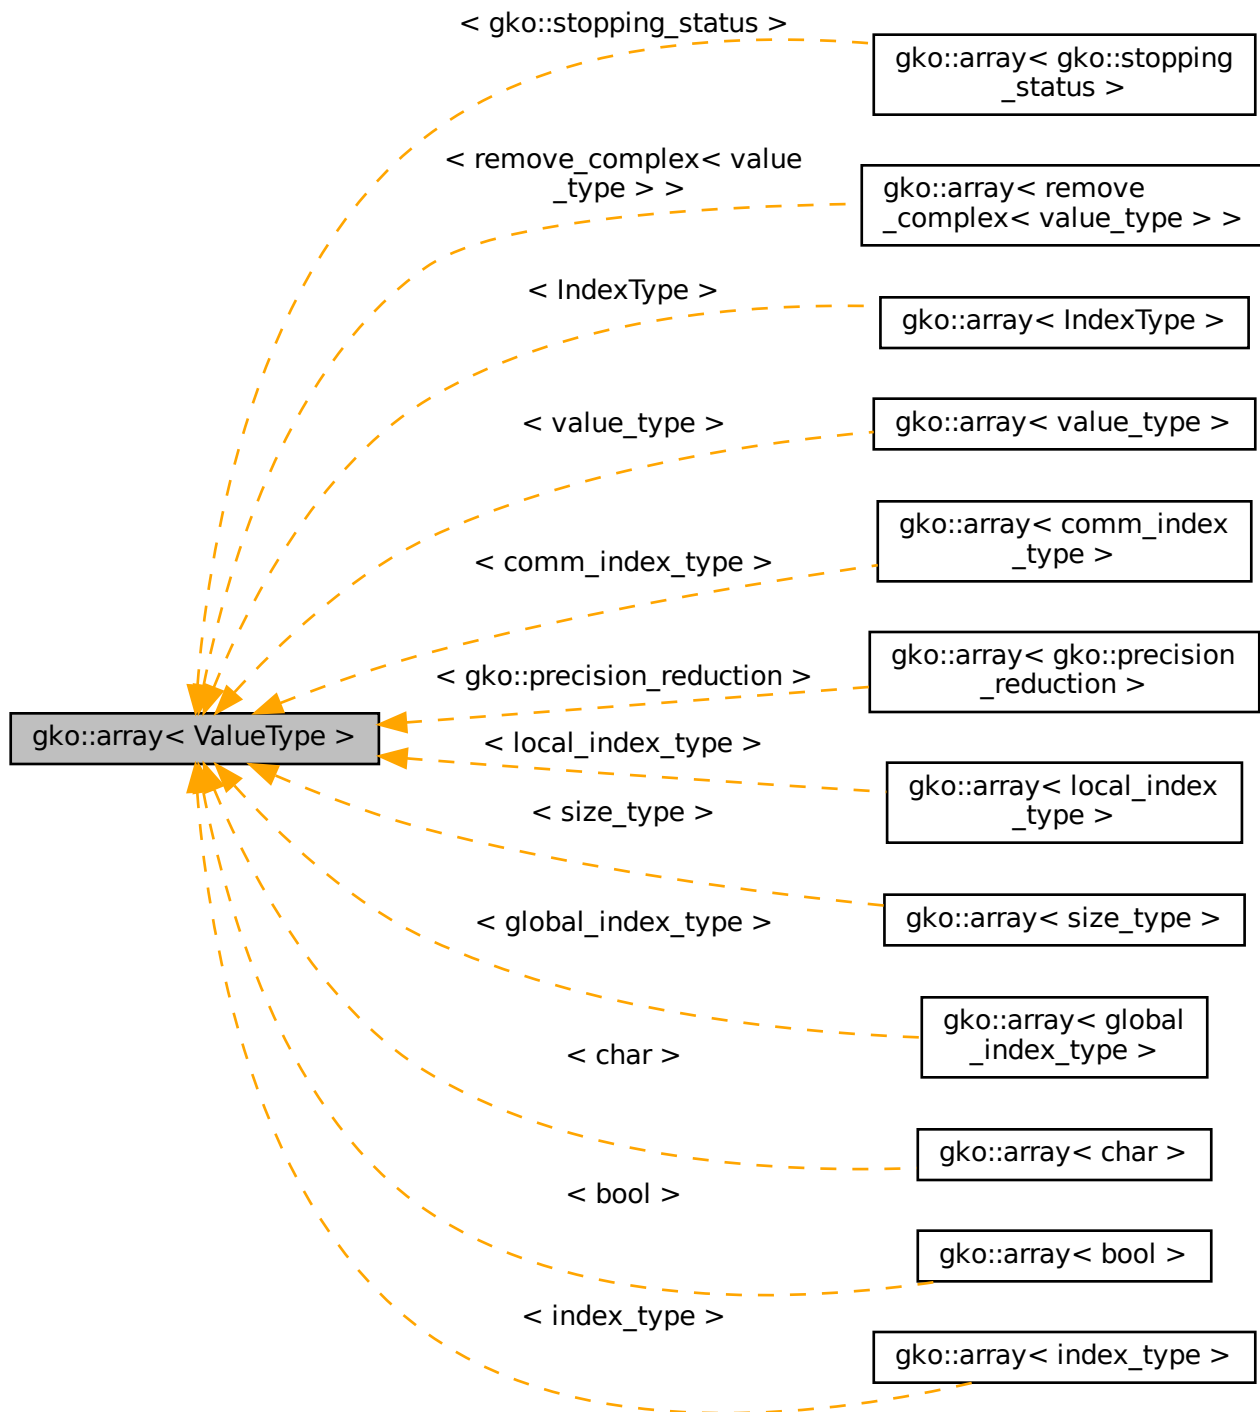 < gko::stopping_status >
gko::array< gko::stopping
_status >
< remove_complex< value
_type > >
gko::array< remove
_complex< value_type > >
< IndexType >
gko::array< IndexType >
< value_type >
gko::array< value_type >
< comm_index_type >
gko::array< comm_index
_type >
< gko::precision_reduction >
gko::array< gko::precision
_reduction >
gko::array< ValueType >
< local_index_type >
gko::array< local_index
_type >
< size_type >
gko::array< size_type >
< global_index_type >
gko::array< global
_index_type >
< char >
gko::array< char >
< bool >
gko::array< bool >
< index_type >
gko::array< index_type >